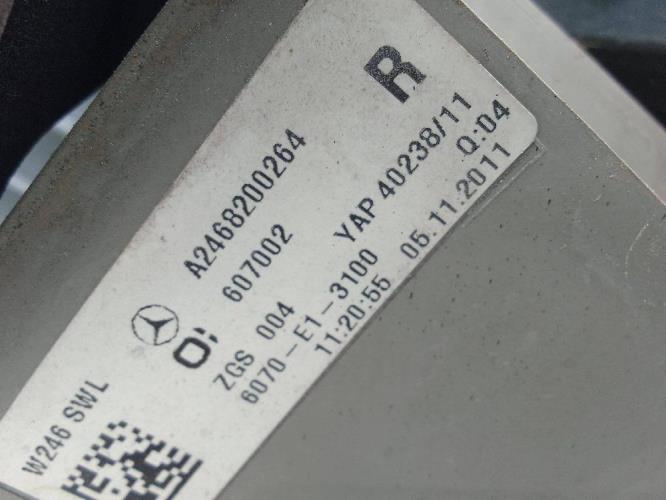 R
A2468200264
607002 YAP 40238/11
ZGS 004 Q:04
6070-E1-3100
11:20:55 05.11.2011
W246 SWL